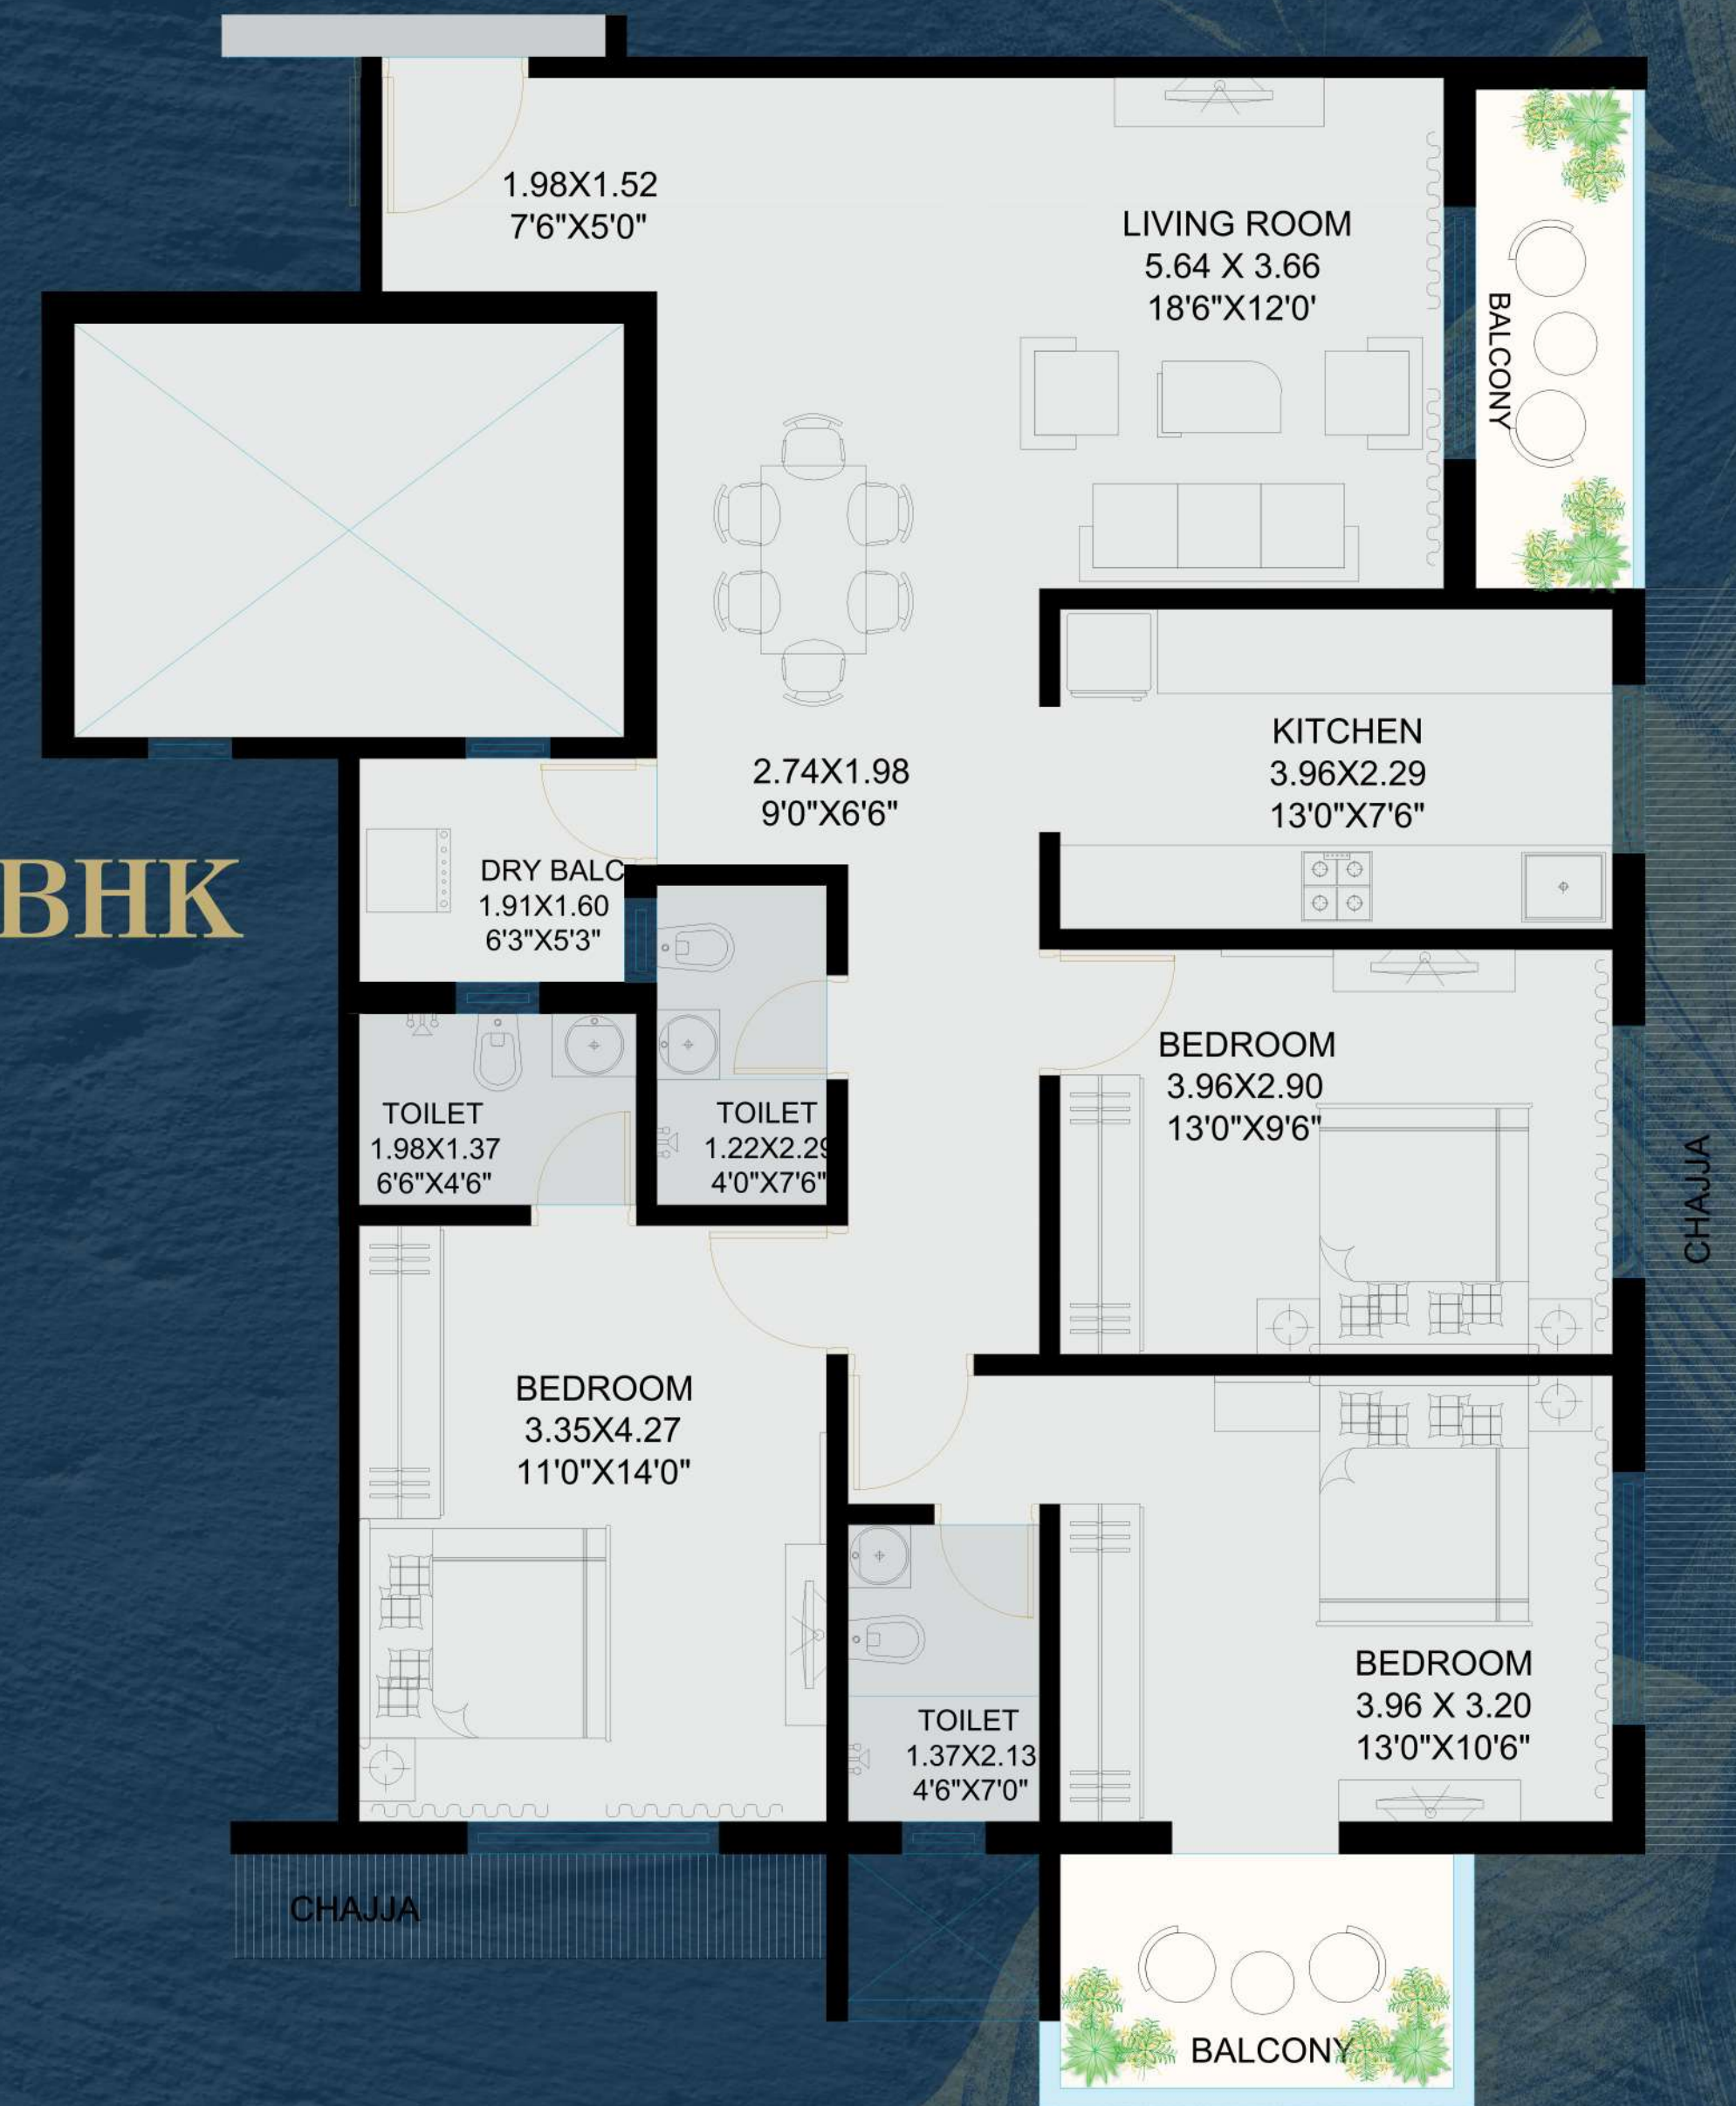 1.98X1.52
7'6"X5'0"
LIVING ROOM
5.64 X 3.66
18'6"X12'0'
BALCONY
KITCHEN
3.96X2.29
13'0"X7'6"
2.74X1.98
9'0"X6'6"
BHK
DRY BALC
1.91X1.60
6'3"X5'3"
BEDROOM
3.96X2.90
13'0"X9'6"
TOILET
1.98X1.37
6'6"X4'6"
TOILET
1.22X2.29
4'0"X7'6"
CHAJJA
BEDROOM
3.35X4.27
11'0"X14'0"
BEDROOM
3.96 X 3.20
13'0"X10'6"
TOILET
1.37X2.13
4'6"X7'0"
CHAJJA
BALCONY